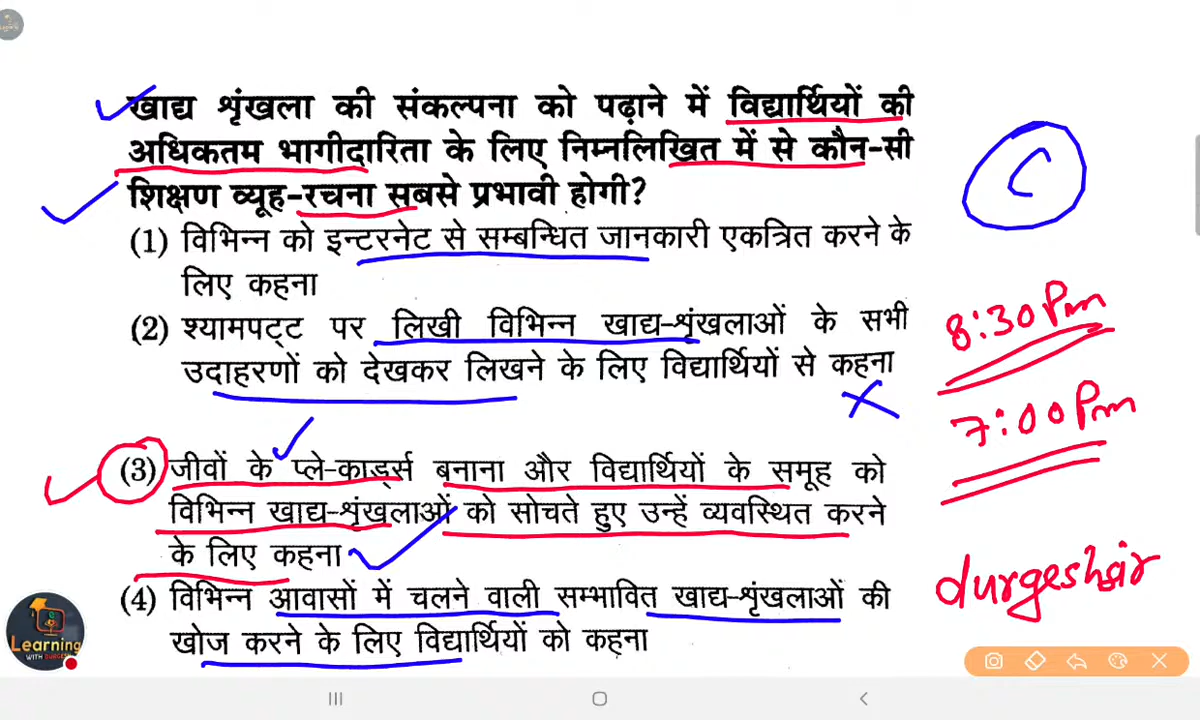 खाद्य शृंखला की संकल्पना को पढ़ाने में विद्यार्थियों की
अधिकतम भागीदारिता के लिए निम्नलिखित में से कौन-सी
शिक्षण व्यूह-रचना सबसे प्रभावी होगी?
(1) विभिन्न को इन्टरनेट से सम्बन्धित जानकारी एकत्रित करने के
लिए कहना
(2) श्यामपट्ट पर लिखी विभिन्न खाद्य-शृंखलाओं के सभी
उदाहरणों को देखकर लिखने के लिए विद्यार्थियों से कहना
(3) जीवों के प्ले-कार्ड्स बनाना और विद्यार्थियों के समूह को
विभिन्न खाद्य-शृंखलाओं को सोचते हुए उन्हें व्यवस्थित करने
के लिए कहना
(4) विभिन्न आवासों में चलने वाली सम्भावित खाद्य-शृंखलाओं की
खोज करने के लिए विद्यार्थियों को कहना
C
8:30 Pm
7:00 Pm
durgeshsir
Learning
WITH DURGESH